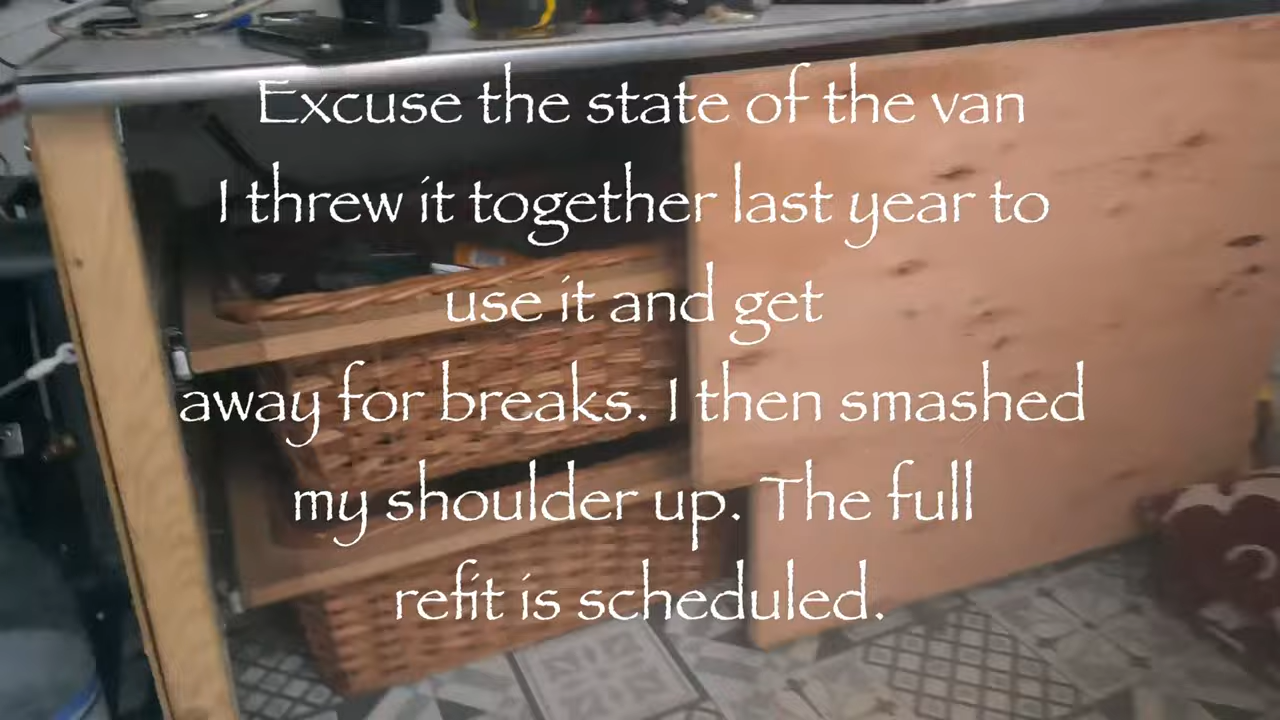 Excuse the state of the van
I threw it together last year to
use it and get
away for breaks. I then smashed
my shoulder up. The full
refit is scheduled.